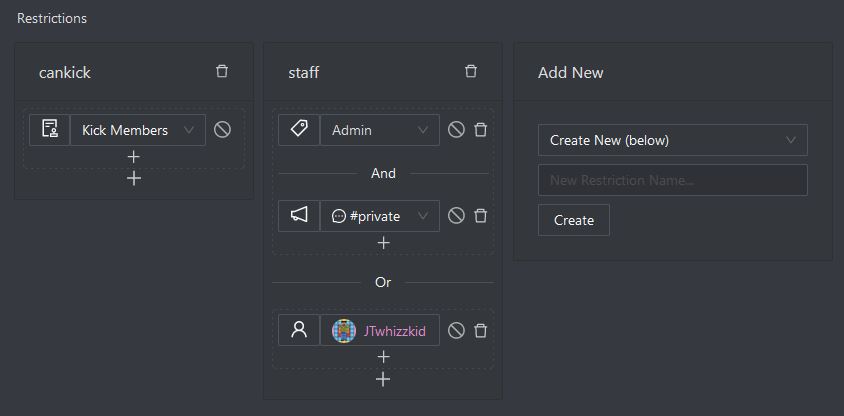 Restrictions
cankick
Kick Members
staff
Admin
And
#private
Or
JTwhizzkid
Add New
Create New (below)
New Restriction Name...
Create